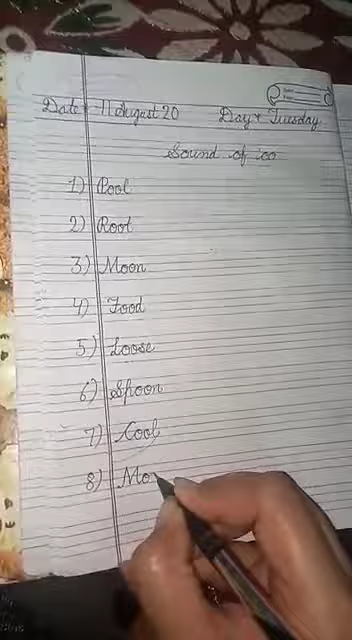 Date * 11 August 20 Day * Tuesday
Sound of 'oo
1) Pool
2) Root
3) Moon
4) Food
5) Loose
6) Spoon
7) Cool
8) Mo